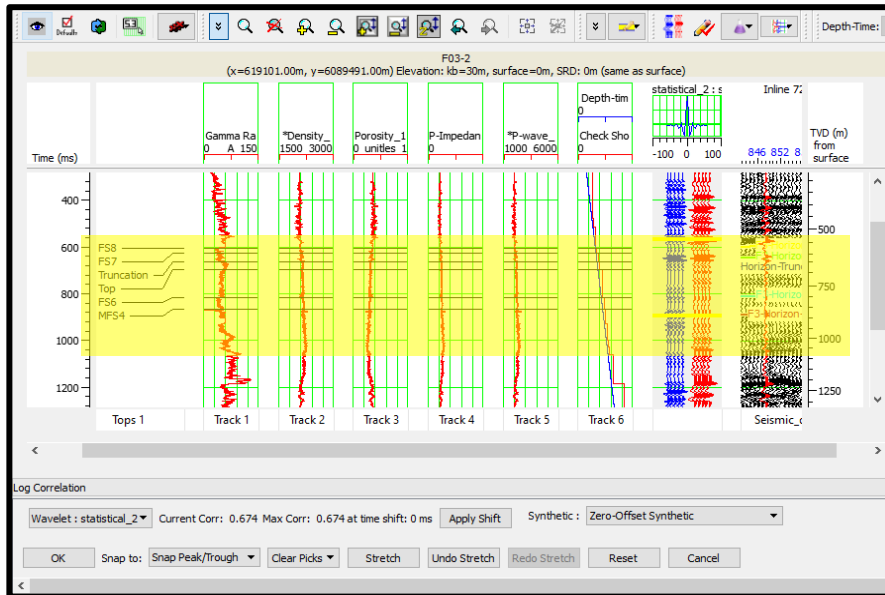 Defaults
Depth-Time:
F03-2
(x=619101.00m, y=6089491.00m) Elevation: kb=30m, surface=0m, SRD: 0m (same as surface)
statistical_2 : s
Inline 72
Depth-tim
0
Gamma Ra
*Density_
Porosity_1
P-Impedan
*P-wave_
Check Sho
TVD (m)
from
surface
Time (ms)
0 A 150
1500 3000
0 unitles 1
0
1000 6000
0
-100 0 100
846 852 8
400
500
600
FS8
FS7
Truncation
Horizon-Trun
Top
750
800
FS6
MFS4
F3-Horizon-
1000
1000
1200
1250
Tops 1
Track 1
Track 2
Track 3
Track 4
Track 5
Track 6
Seismic_
Log Correlation
Wavelet : statistical_2 Current Corr: 0.674 Max Corr: 0.674 at time shift: 0 ms Apply Shift Synthetic : Zero-Offset Synthetic
OK Snap to: Snap Peak/Trough Clear Picks Stretch Undo Stretch Redo Stretch Reset Cancel